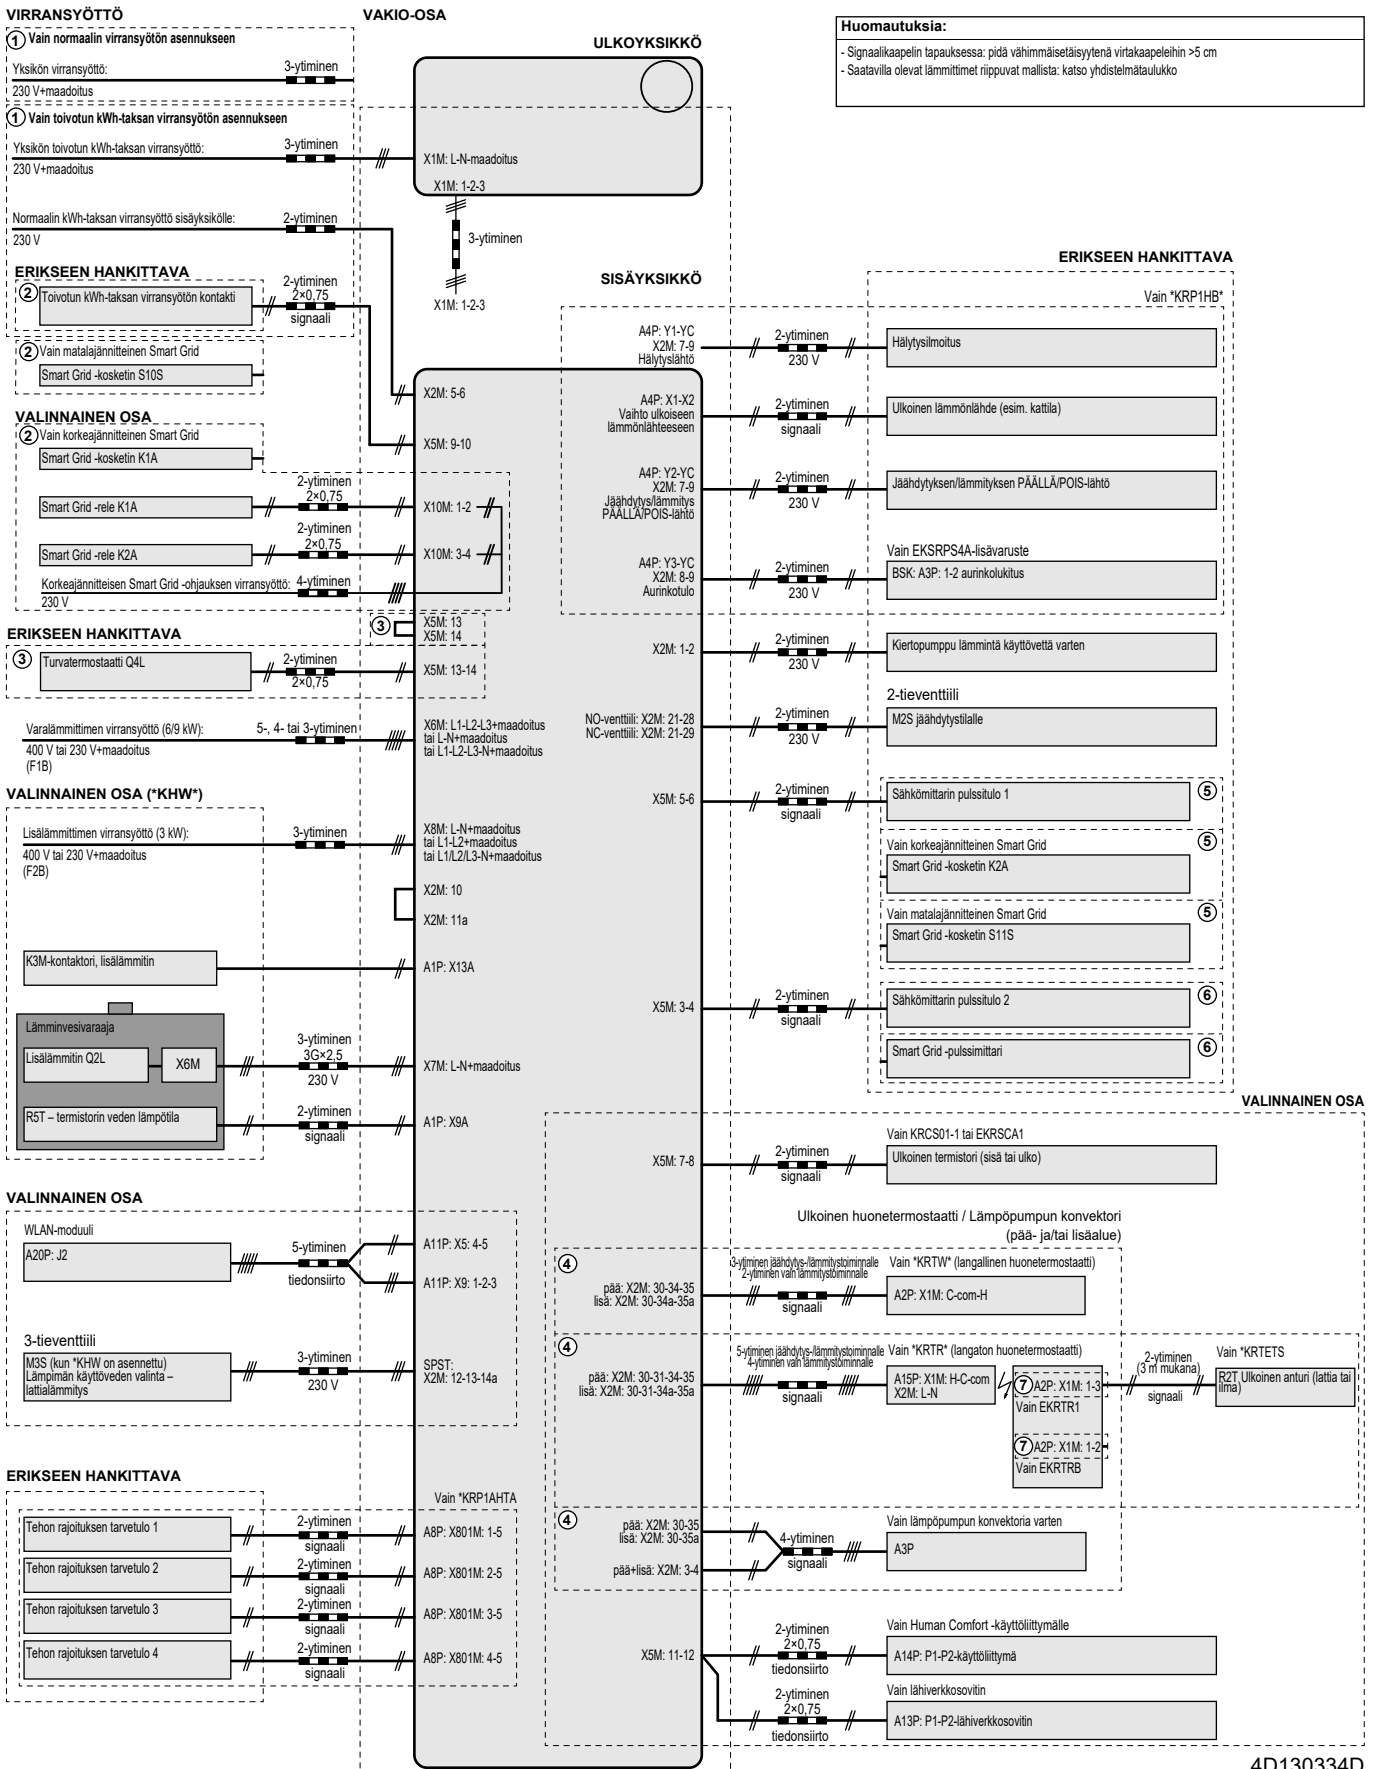 VIRRANSYÖTTÖ
① Vain normaalin virransyötön asennukseen
Yksikön virransyöttö:
3-ytiminen
230 V+maadoitus
① Vain toivotun kWh-taksan virransyötön asennukseen
Yksikön toivotun kWh-taksan virransyöttö:
3-ytiminen
230 V+maadoitus
Normaalin kWh-taksan virransyöttö sisäyksikölle:
2-ytiminen
230 V
ERIKSEEN HANKITTAVA
② Toivotun kWh-taksan virransyötön kontakti
2-ytiminen
2×0,75
signaali
② Vain matalajännitteinen Smart Grid
Smart Grid -kosketin S10S
VALINNAINEN OSA
② Vain korkeajännitteinen Smart Grid
Smart Grid -kosketin K1A
Smart Grid -rele K1A
2-ytiminen
2×0,75
Smart Grid -rele K2A
2-ytiminen
2×0,75
Korkeajännitteisen Smart Grid -ohjauksen virransyöttö:
4-ytiminen
230 V
ERIKSEEN HANKITTAVA
③ Turvatermostaatti Q4L
2-ytiminen
2×0,75
Varalämmittimen virransyöttö (6/9 kW):
5-, 4- tai 3-ytiminen
400 V tai 230 V+maadoitus
(F1B)
VALINNAINEN OSA (*KHW*)
Lisälämmittimen virransyöttö (3 kW):
3-ytiminen
400 V tai 230 V+maadoitus
(F2B)
K3M-kontaktori, lisälämmitin
Lämminvesivaraaja
Lisälämmitin Q2L
X6M
3-ytiminen
3G×2,5
230 V
R5T – termistorin veden lämpötila
2-ytiminen
signaali
VALINNAINEN OSA
WLAN-moduuli
A20P: J2
5-ytiminen
tiedonsiirto
3-tieventtiili
M3S (kun *KHW on asennettu)
Lämpimän käyttöveden valinta –
lattialämmitys
3-ytiminen
230 V
ERIKSEEN HANKITTAVA
Tehon rajoituksen tarvetulo 1
2-ytiminen
signaali
Tehon rajoituksen tarvetulo 2
2-ytiminen
signaali
Tehon rajoituksen tarvetulo 3
2-ytiminen
signaali
Tehon rajoituksen tarvetulo 4
2-ytiminen
signaali
VAKIO-OSA
ULKOYKSIKKÖ
X1M: L-N-maadoitus
X1M: 1-2-3
3-ytiminen
X1M: 1-2-3
SISÄYKSIKKÖ
X2M: 5-6
X5M: 9-10
X10M: 1-2
X10M: 3-4
③
X5M: 13
X5M: 14
X5M: 13-14
X6M: L1-L2-L3+maadoitus
tai L-N+maadoitus
tai L1-L2-L3-N+maadoitus
X8M: L-N+maadoitus
tai L1-L2+maadoitus
tai L1/L2/L3-N+maadoitus
X2M: 10
X2M: 11a
A1P: X13A
X7M: L-N+maadoitus
A1P: X9A
A11P: X5: 4-5
A11P: X9: 1-2-3
SPST:
X2M: 12-13-14a
Vain *KRP1AHTA
A8P: X801M: 1-5
A8P: X801M: 2-5
A8P: X801M: 3-5
A8P: X801M: 4-5
Huomautuksia:
- Signaalikaapelin tapauksessa: pidä vähimmäisetäisyytenä virtakaapeleihin >5 cm
- Saatavilla olevat lämmittimet riippuvat mallista: katso yhdistelmätaulukko
ERIKSEEN HANKITTAVA
Vain *KRP1HB*
A4P: Y1-YC
X2M: 7-9
Hälytyslähtö
2-ytiminen
230 V
Hälytysilmoitus
A4P: X1-X2
Vaihto ulkoiseen
lämmönlähteeseen
2-ytiminen
signaali
Ulkoinen lämmönlähde (esim. kattila)
A4P: Y2-YC
X2M: 7-9
Jäähdytys/lämmitys
PÄÄLLÄ/POIS-lähtö
2-ytiminen
230 V
Jäähdytyksen/lämmityksen PÄÄLLÄ/POIS-lähtö
Vain EKSRPS4A-lisävaruste
A4P: Y3-YC
X2M: 8-9
Aurinkotulo
2-ytiminen
230 V
BSK: A3P: 1-2 aurinkolukitus
X2M: 1-2
2-ytiminen
230 V
Kiertopumppu lämmintä käyttövettä varten
2-tieventtiili
NO-venttiili: X2M: 21-28
NC-venttiili: X2M: 21-29
2-ytiminen
230 V
M2S jäähdytystilalle
X5M: 5-6
2-ytiminen
signaali
Sähkömittarin pulssitulo 1 ⑤
Vain korkeajännitteinen Smart Grid ⑤
Smart Grid -kosketin K2A
Vain matalajännitteinen Smart Grid ⑤
Smart Grid -kosketin S11S
X5M: 3-4
2-ytiminen
signaali
Sähkömittarin pulssitulo 2 ⑥
Smart Grid -pulssimittari ⑥
VALINNAINEN OSA
Vain KRCS01-1 tai EKRSCA1
X5M: 7-8
2-ytiminen
signaali
Ulkoinen termistori (sisä tai ulko)
Ulkoinen huonetermostaatti / Lämpöpumpun konvektori
(pää- ja/tai lisäalue)
④
3-ytiminen jäähdytys-/lämmitystoiminnalle
2-ytiminen vain lämmitystoiminnalle
Vain *KRTW* (langallinen huonetermostaatti)
pää: X2M: 30-34-35
lisä: X2M: 30-34a-35a
signaali
A2P: X1M: C-com-H
④
5-ytiminen jäähdytys-/lämmitystoiminnalle
4-ytiminen vain lämmitystoiminnalle
Vain *KRTR* (langaton huonetermostaatti)
pää: X2M: 30-31-34-35
lisä: X2M: 30-31-34a-35a
signaali
A15P: X1M: H-C-com
X2M: L-N
⑦ A2P: X1M: 1-3
Vain EKRTR1
⑦ A2P: X1M: 1-2
Vain EKRTRB
2-ytiminen
(3 m mukana)
signaali
Vain *KRTETS
R2T Ulkoinen anturi (lattia tai
ilma)
④
pää: X2M: 30-35
lisä: X2M: 30-35a
pää+lisä: X2M: 3-4
4-ytiminen
signaali
Vain lämpöpumpun konvektoria varten
A3P
Vain Human Comfort -käyttöliittymälle
X5M: 11-12
2-ytiminen
2×0,75
tiedonsiirto
A14P: P1-P2-käyttöliittymä
Vain lähiverkkosovitin
2-ytiminen
2×0,75
tiedonsiirto
A13P: P1-P2-lähiverkkosovitin
4D130334D